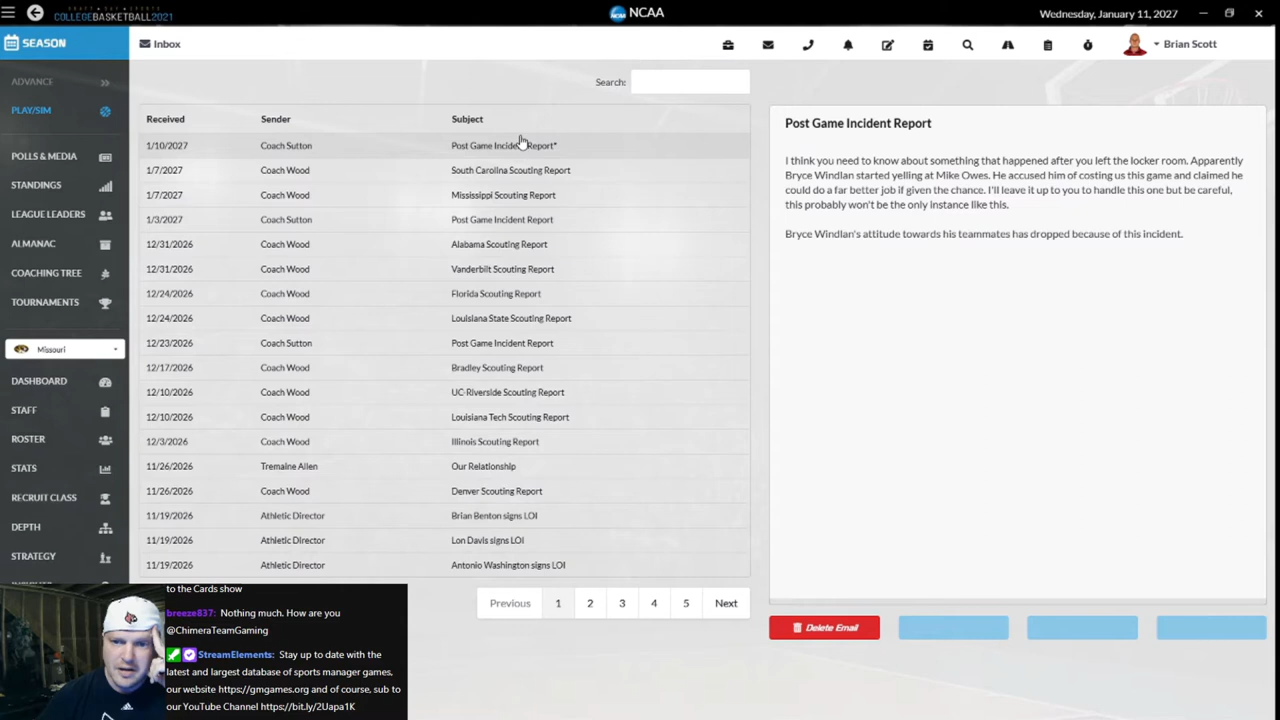 DRAFT DAY SPORTS
COLLEGEBASKETBALL2021
NCAA
Wednesday, January 11, 2027
SEASON
Inbox
Brian Scott
ADVANCE
PLAY/SIM
POLLS & MEDIA
STANDINGS
LEAGUE LEADERS
ALMANAC
COACHING TREE
TOURNAMENTS
Missouri
DASHBOARD
STAFF
ROSTER
STATS
RECRUIT CLASS
DEPTH
STRATEGY
Search:
Received Sender Subject
1/10/2027 Coach Sutton Post Game Incident Report*
1/7/2027 Coach Wood South Carolina Scouting Report
1/7/2027 Coach Wood Mississippi Scouting Report
1/3/2027 Coach Sutton Post Game Incident Report
12/31/2026 Coach Wood Alabama Scouting Report
12/31/2026 Coach Wood Vanderbilt Scouting Report
12/24/2026 Coach Wood Florida Scouting Report
12/24/2026 Coach Wood Louisiana State Scouting Report
12/23/2026 Coach Sutton Post Game Incident Report
12/17/2026 Coach Wood Bradley Scouting Report
12/10/2026 Coach Wood UC-Riverside Scouting Report
12/10/2026 Coach Wood Louisiana Tech Scouting Report
12/3/2026 Coach Wood Illinois Scouting Report
11/26/2026 Tremaine Allen Our Relationship
11/26/2026 Coach Wood Denver Scouting Report
11/19/2026 Athletic Director Brian Benton signs LOI
11/19/2026 Athletic Director Lon Davis signs LOI
11/19/2026 Athletic Director Antonio Washington signs LOI
Previous 1 2 3 4 5 Next
Post Game Incident Report
I think you need to know about something that happened after you left the locker room. Apparently
Bryce Windlan started yelling at Mike Owes. He accused him of costing us this game and claimed he
could do a far better job if given the chance. I'll leave it up to you to handle this one but be careful,
this probably won't be the only instance like this.
Bryce Windlan's attitude towards his teammates has dropped because of this incident.
Delete Email
to the Cards show
breeze837: Nothing much. How are you
@ChimeraTeamGaming
StreamElements: Stay up to date with the
latest and largest database of sports manager games,
our website https://gmgames.org and of course, sub to
our YouTube Channel https://bit.ly/2Uapa1K